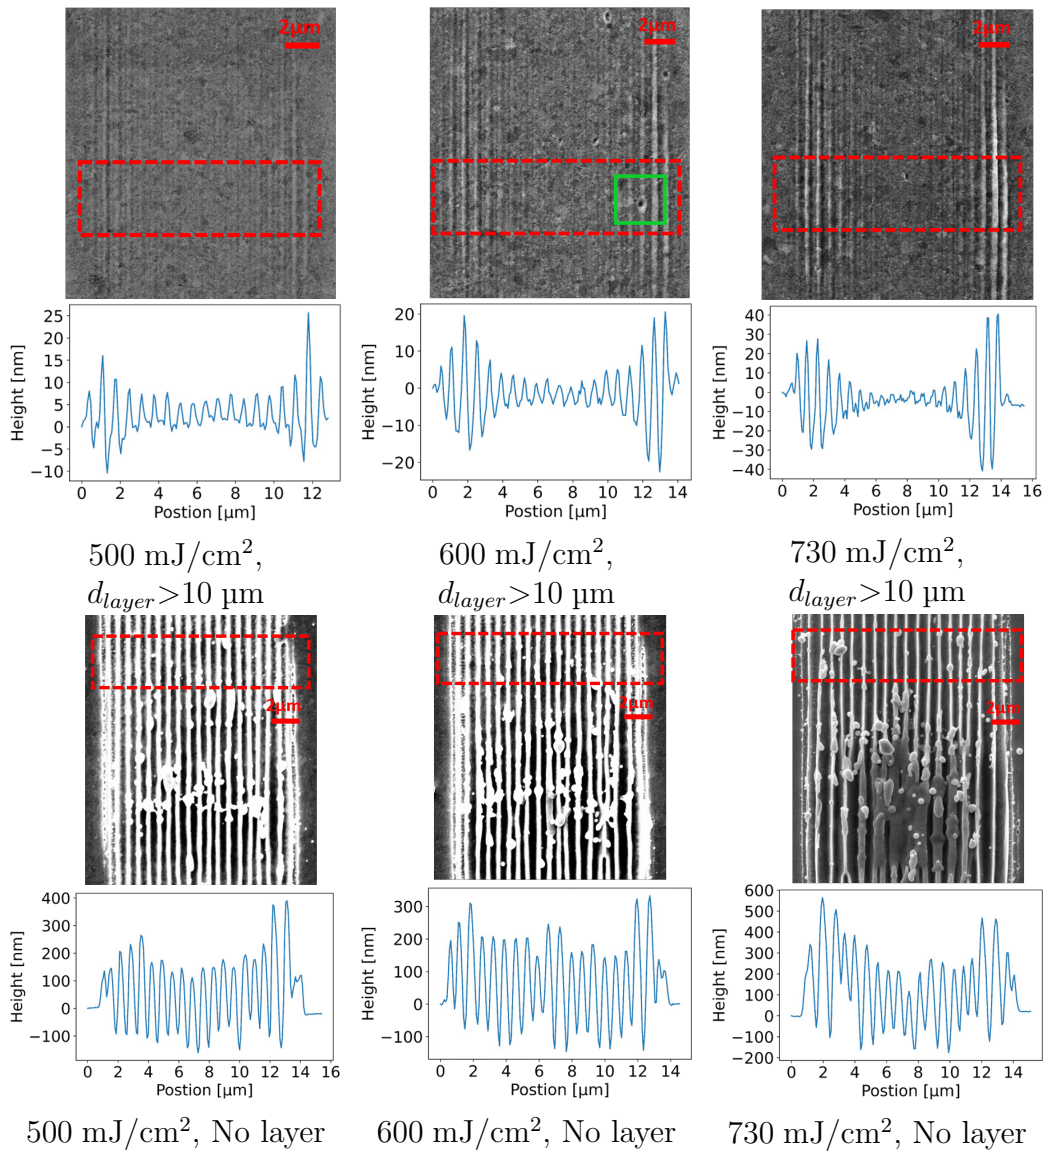 2μm
2μm
2μm
Height [nm]
25
20
15
10
5
0
−5
−10
0 2 4 6 8 10 12
Postion [μm]
Height [nm]
20
10
0
−10
−20
0 2 4 6 8 10 12 14
Postion [μm]
Height [nm]
40
30
20
10
0
−10
−20
−30
−40
0 2 4 6 8 10 12 14 16
Postion [μm]
500 mJ/cm²,
d_layer>10 μm
600 mJ/cm²,
d_layer>10 μm
730 mJ/cm²,
d_layer>10 μm
2μm
2μm
2μm
Height [nm]
400
300
200
100
0
−100
0 2 4 6 8 10 12 14 16
Postion [μm]
Height [nm]
300
200
100
0
−100
0 2 4 6 8 10 12 14
Postion [μm]
Height [nm]
600
500
400
300
200
100
0
−100
−200
0 2 4 6 8 10 12 14
Postion [μm]
500 mJ/cm², No layer
600 mJ/cm², No layer
730 mJ/cm², No layer